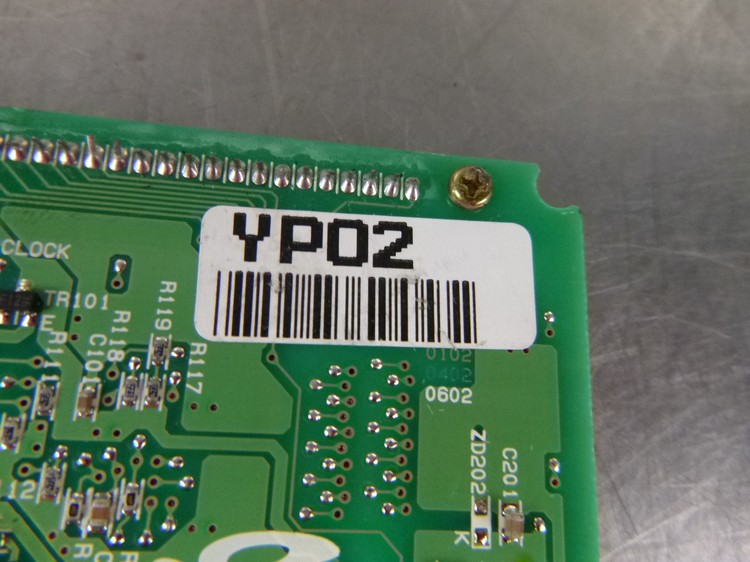 YP02
CLOCK
TR101
E
R119
R118
C101
R117
0102
0402
0602
ZD202
C201
K